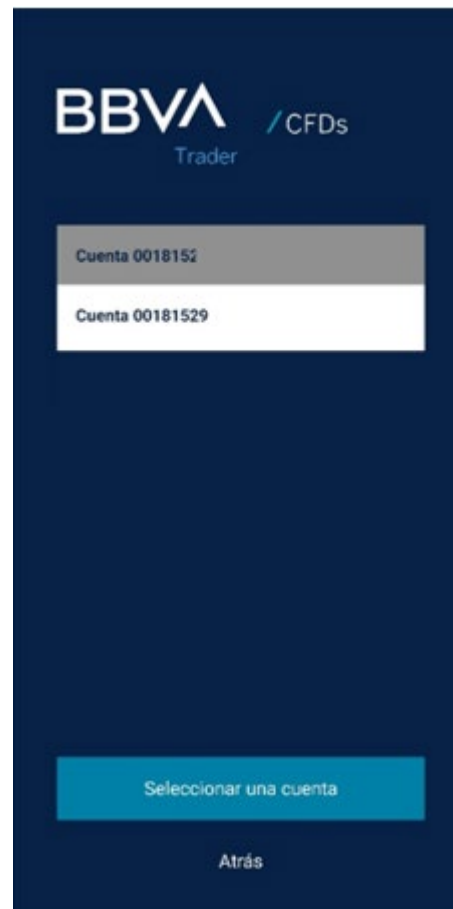 BBVA
/CFDs
Trader
Cuenta 0018152
Cuenta 00181529
Seleccionar una cuenta
Atrás